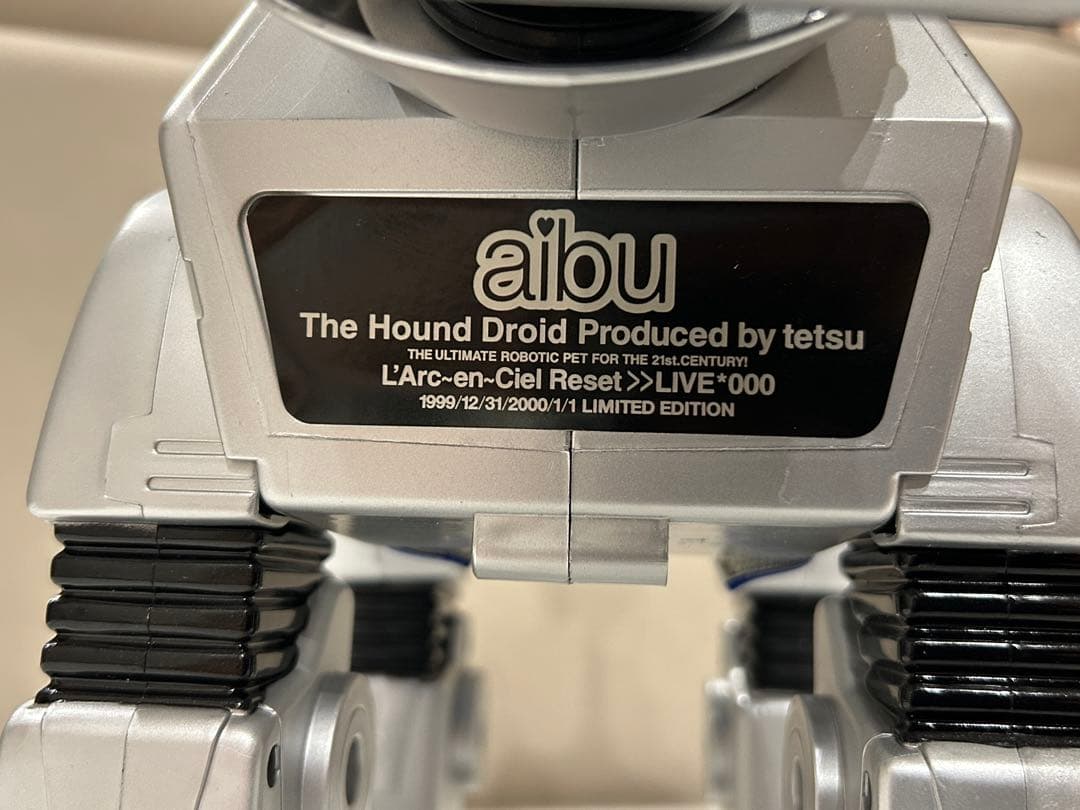 aibu
The Hound Droid Produced by tetsu
THE ULTIMATE ROBOTIC PET FOR THE 21st.CENTURY!
L'Arc~en~Ciel Reset>>LIVE*000
1999/12/31/2000/1/1 LIMITED EDITION